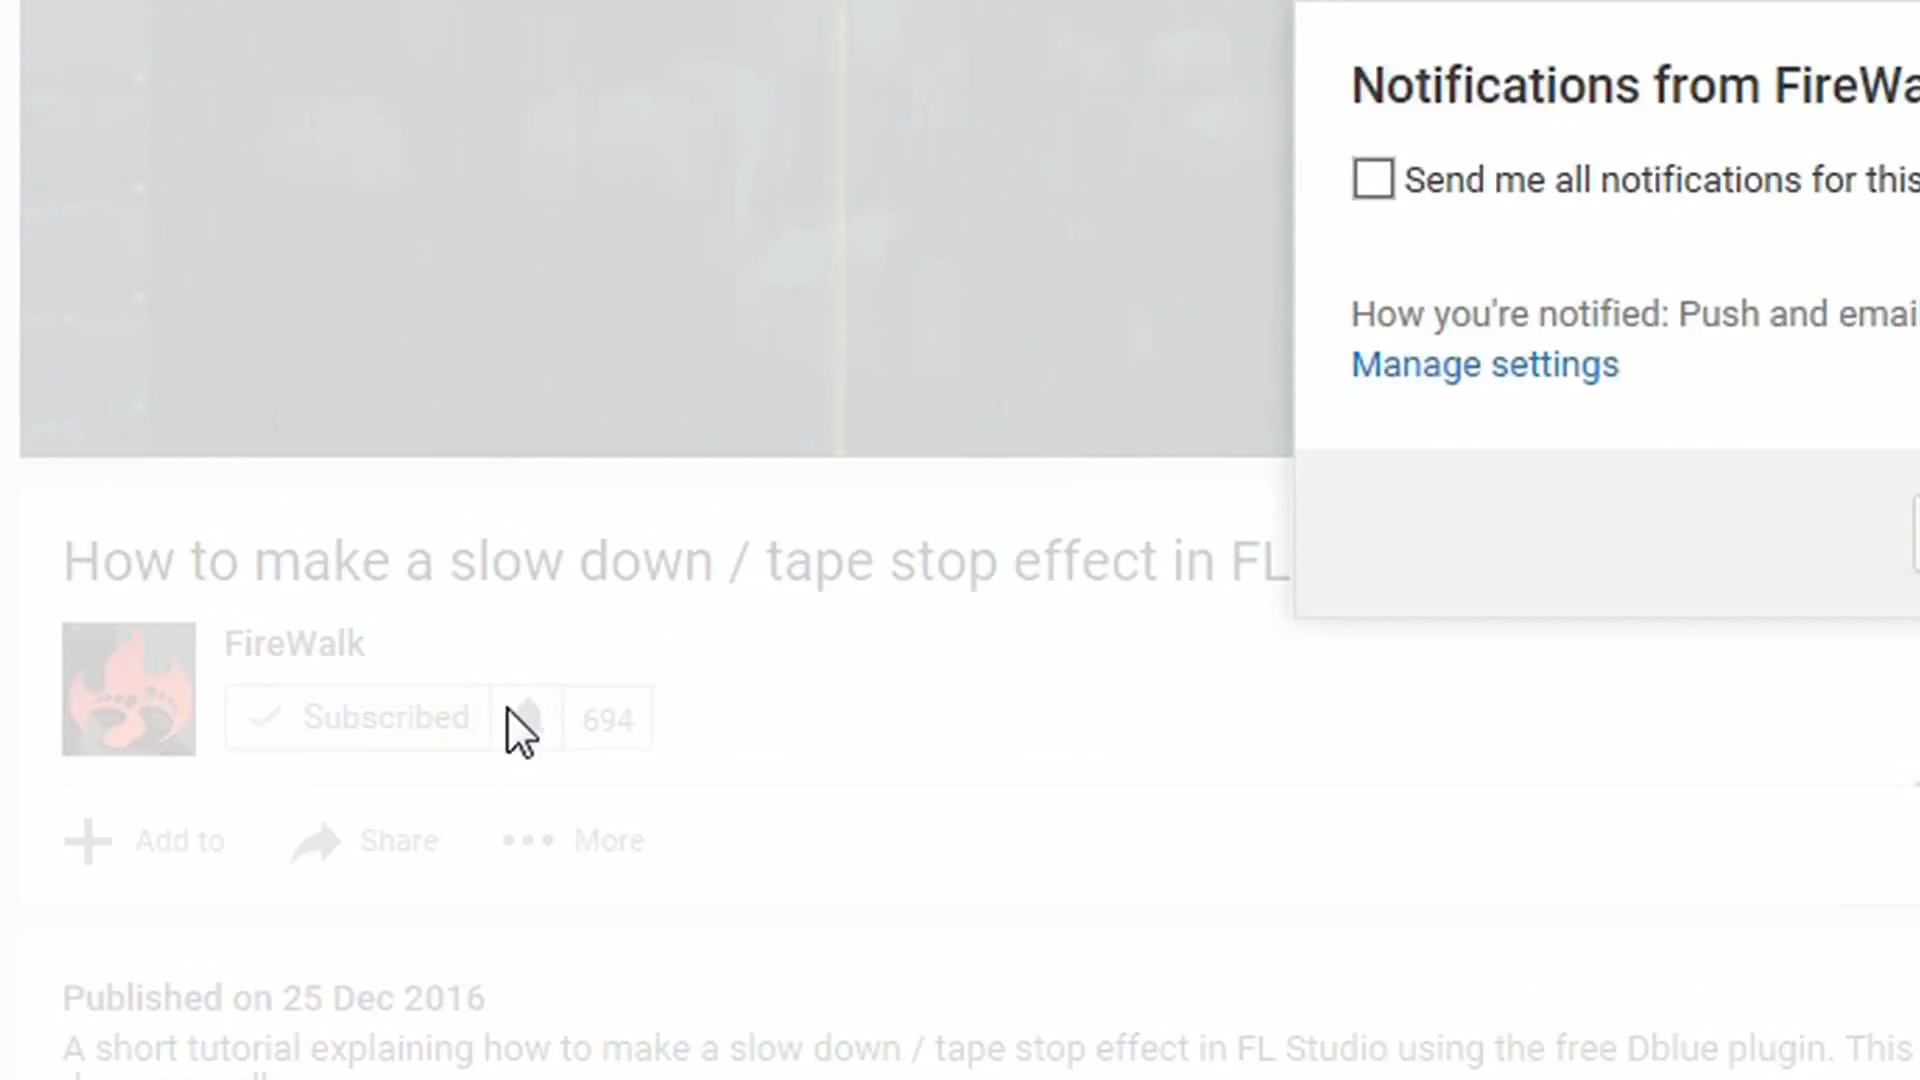 Notifications from FireWa
Send me all notifications for this
How you're notified: Push and emai
Manage settings
How to make a slow down / tape stop effect in FL
FireWalk
Subscribed 694
Add to Share More
Published on 25 Dec 2016
A short tutorial explaining how to make a slow down / tape stop effect in FL Studio using the free Dblue plugin. This